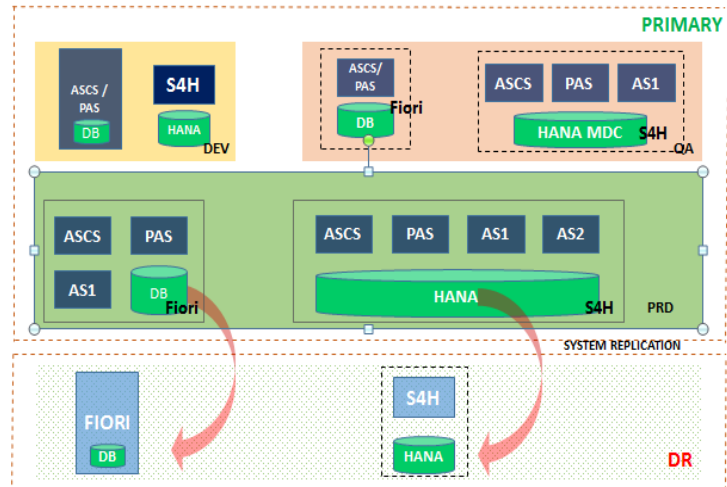 PRIMARY
ASCS /
PAS
DB
S4H
HANA
DEV
ASCS/
PAS
DB
Fiori
ASCS
PAS
AS1
HANA MDC
S4H
QA
ASCS
PAS
AS1
DB
Fiori
ASCS
PAS
AS1
AS2
HANA
S4H
PRD
SYSTEM REPLICATION
FIORI
DB
S4H
HANA
DR